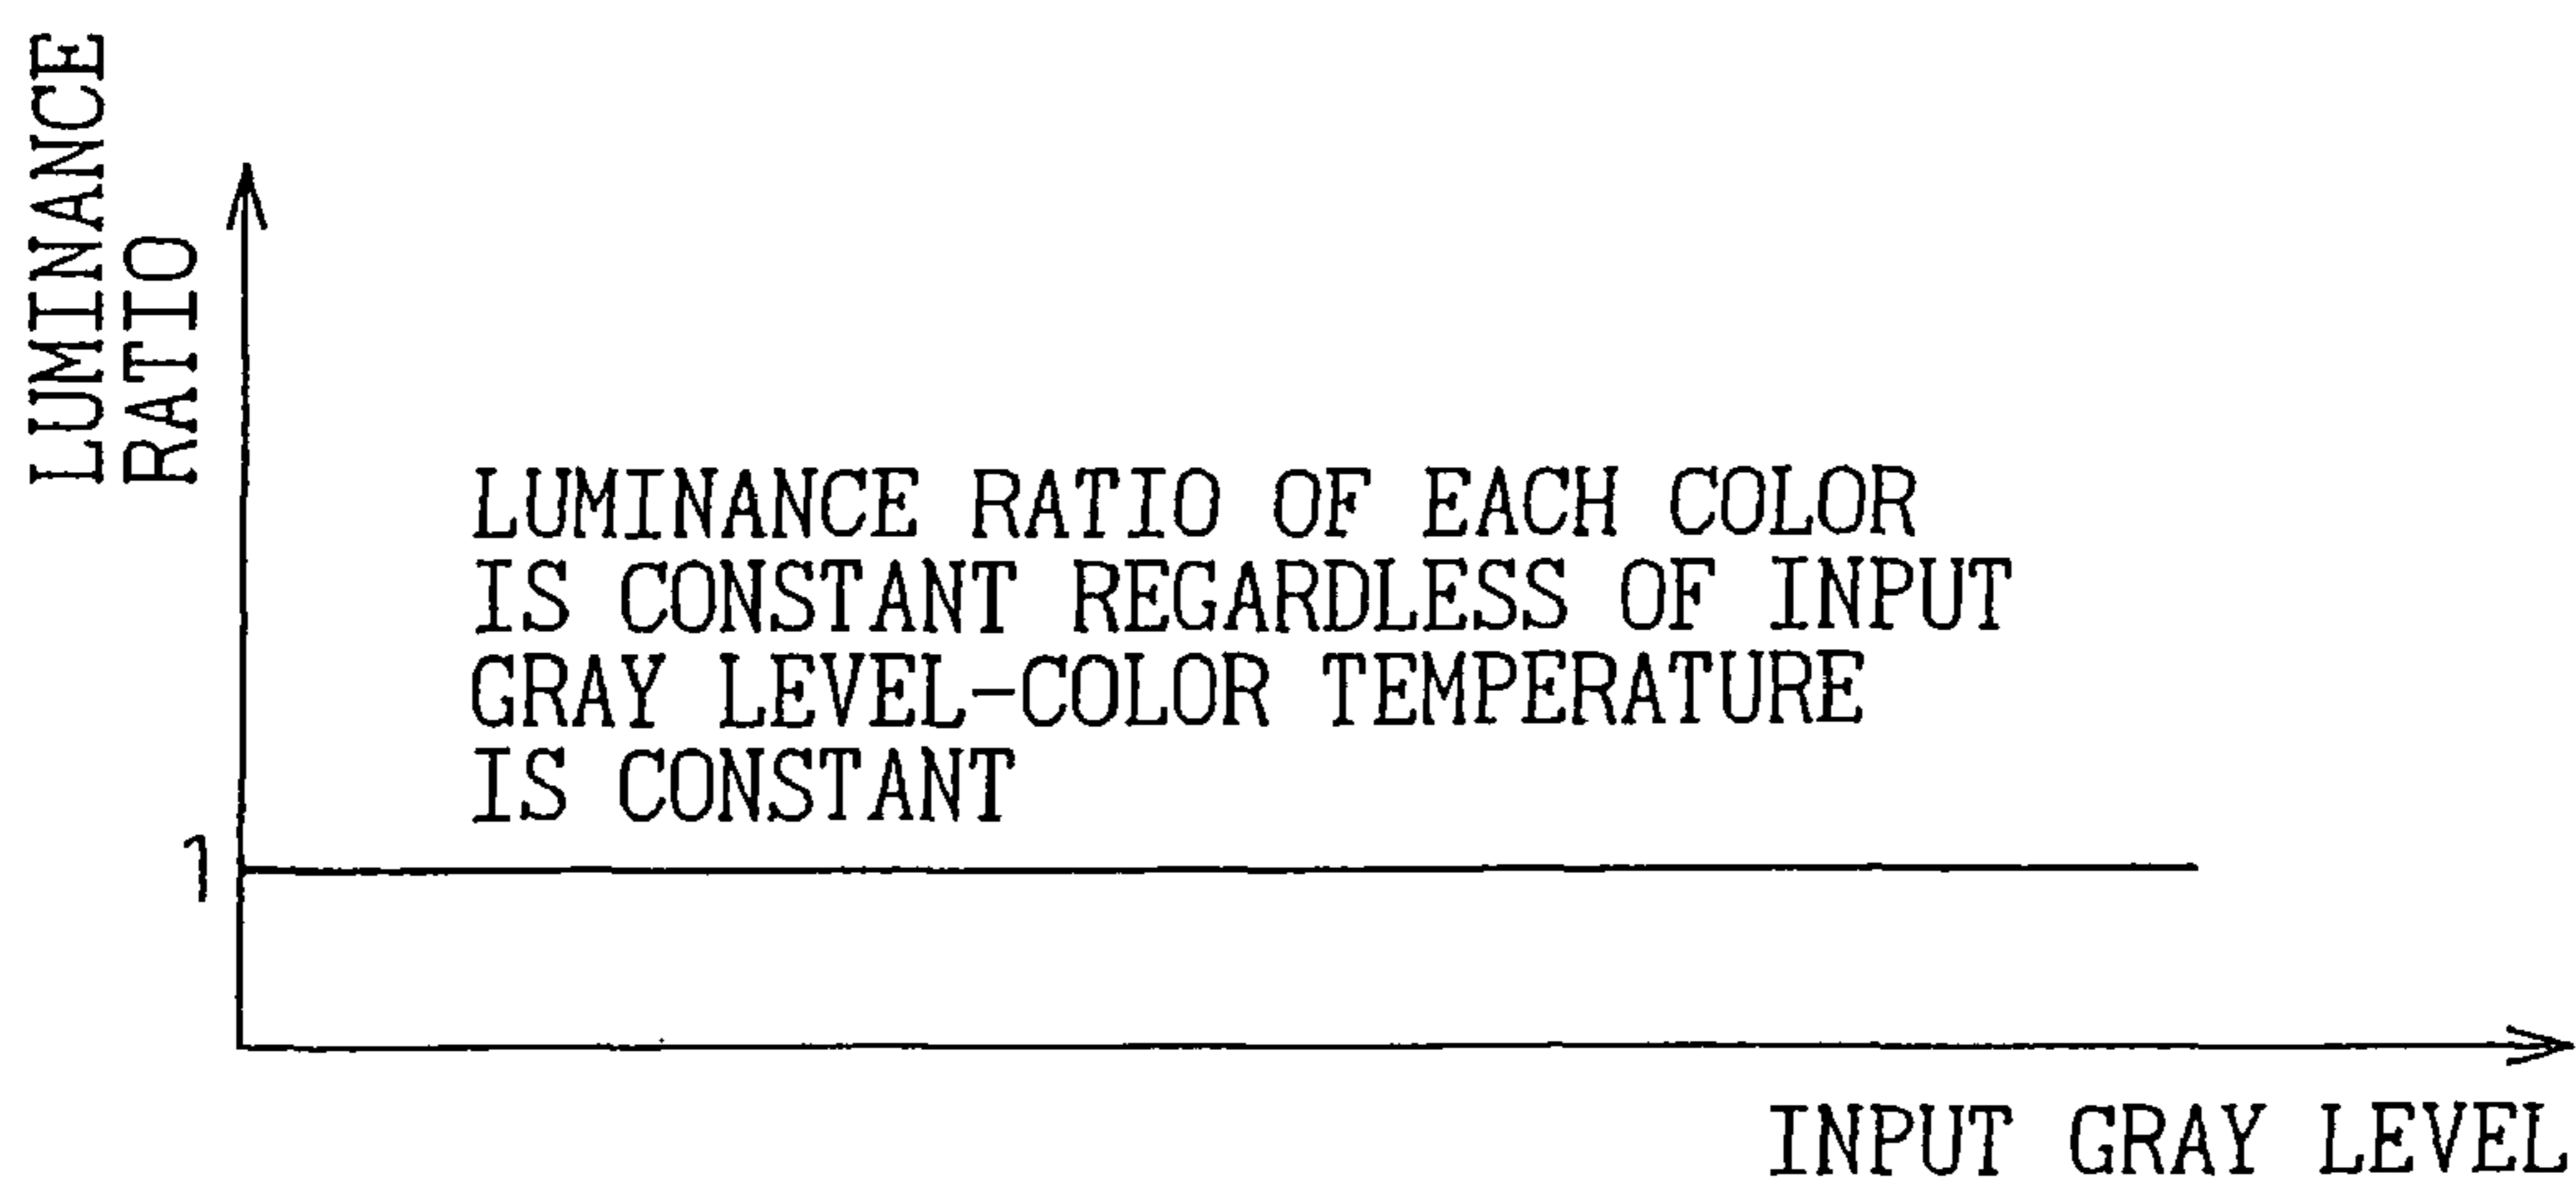 LUMINANCE
RATIO
LUMINANCE RATIO OF EACH COLOR
IS CONSTANT REGARDLESS OF INPUT
GRAY LEVEL-COLOR TEMPERATURE
IS CONSTANT
1
INPUT GRAY LEVEL